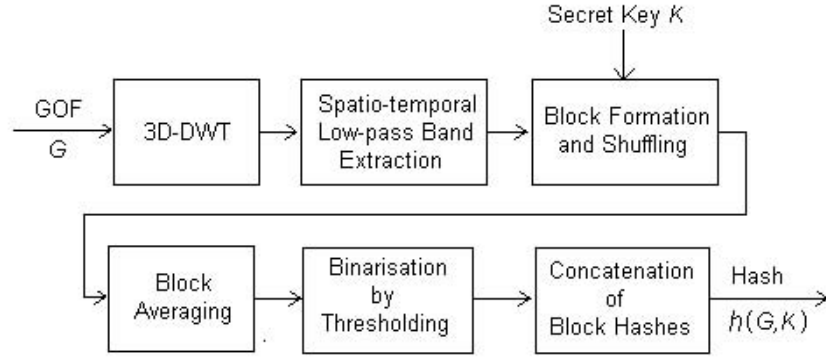 Secret Key K
GOF
G
3D-DWT
Spatio-temporal
Low-pass Band
Extraction
Block Formation
and Shuffling
Block
Averaging
Binarisation
by
Thresholding
Concatenation
of
Block Hashes
Hash
h(G,K)